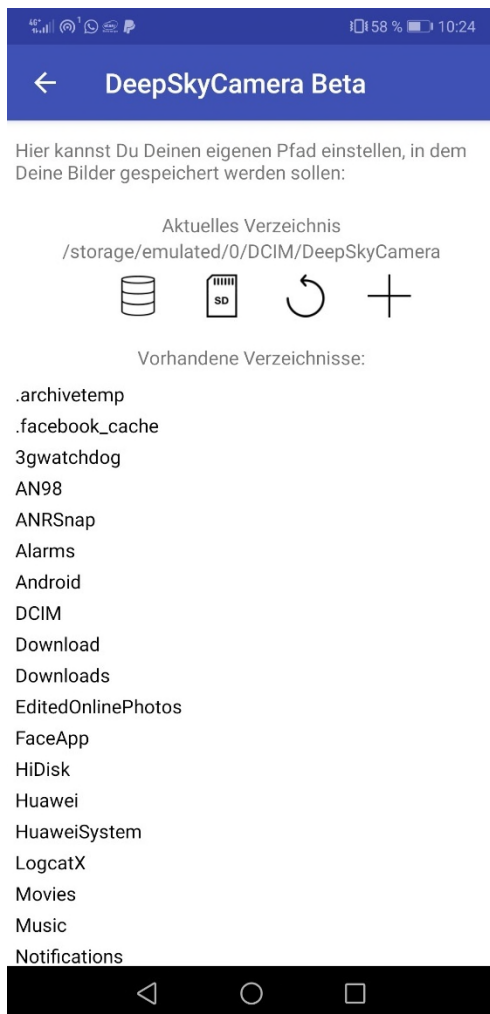 58 % 10:24
DeepSkyCamera Beta
Hier kannst Du Deinen eigenen Pfad einstellen, in dem
Deine Bilder gespeichert werden sollen:
Aktuelles Verzeichnis
/storage/emulated/0/DCIM/DeepSkyCamera
SD
Vorhandene Verzeichnisse:
.archivetemp
.facebook_cache
3gwatchdog
AN98
ANRSnap
Alarms
Android
DCIM
Download
Downloads
EditedOnlinePhotos
FaceApp
HiDisk
Huawei
HuaweiSystem
LogcatX
Movies
Music
Notifications